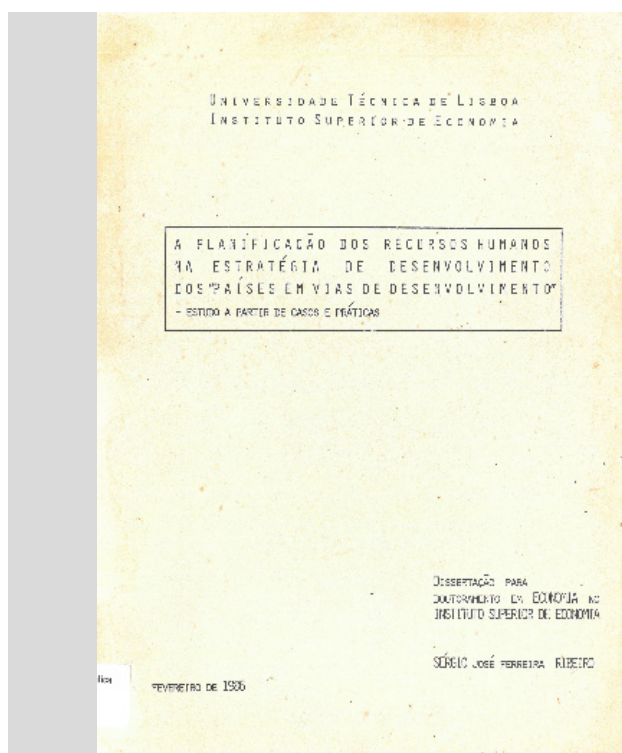 UNIVERSIDADE TÉCNICA DE LISBOA
INSTITUTO SUPERIOR DE ECONOMIA
A PLANIFICAÇÃO DOS RECURSOS HUMANOS
NA ESTRATÉGIA DE DESENVOLVIMENTO
DOS "PAÍSES EM VIAS DE DESENVOLVIMENTO"
- ESTUDO A PARTIR DE CASOS E PRÁTICAS
DISSERTAÇÃO PARA
DOUTORAMENTO EM ECONOMIA NO
INSTITUTO SUPERIOR DE ECONOMIA
SÉRGIO JOSÉ FERREIRA RIBEIRO
FEVEREIRO DE 1986